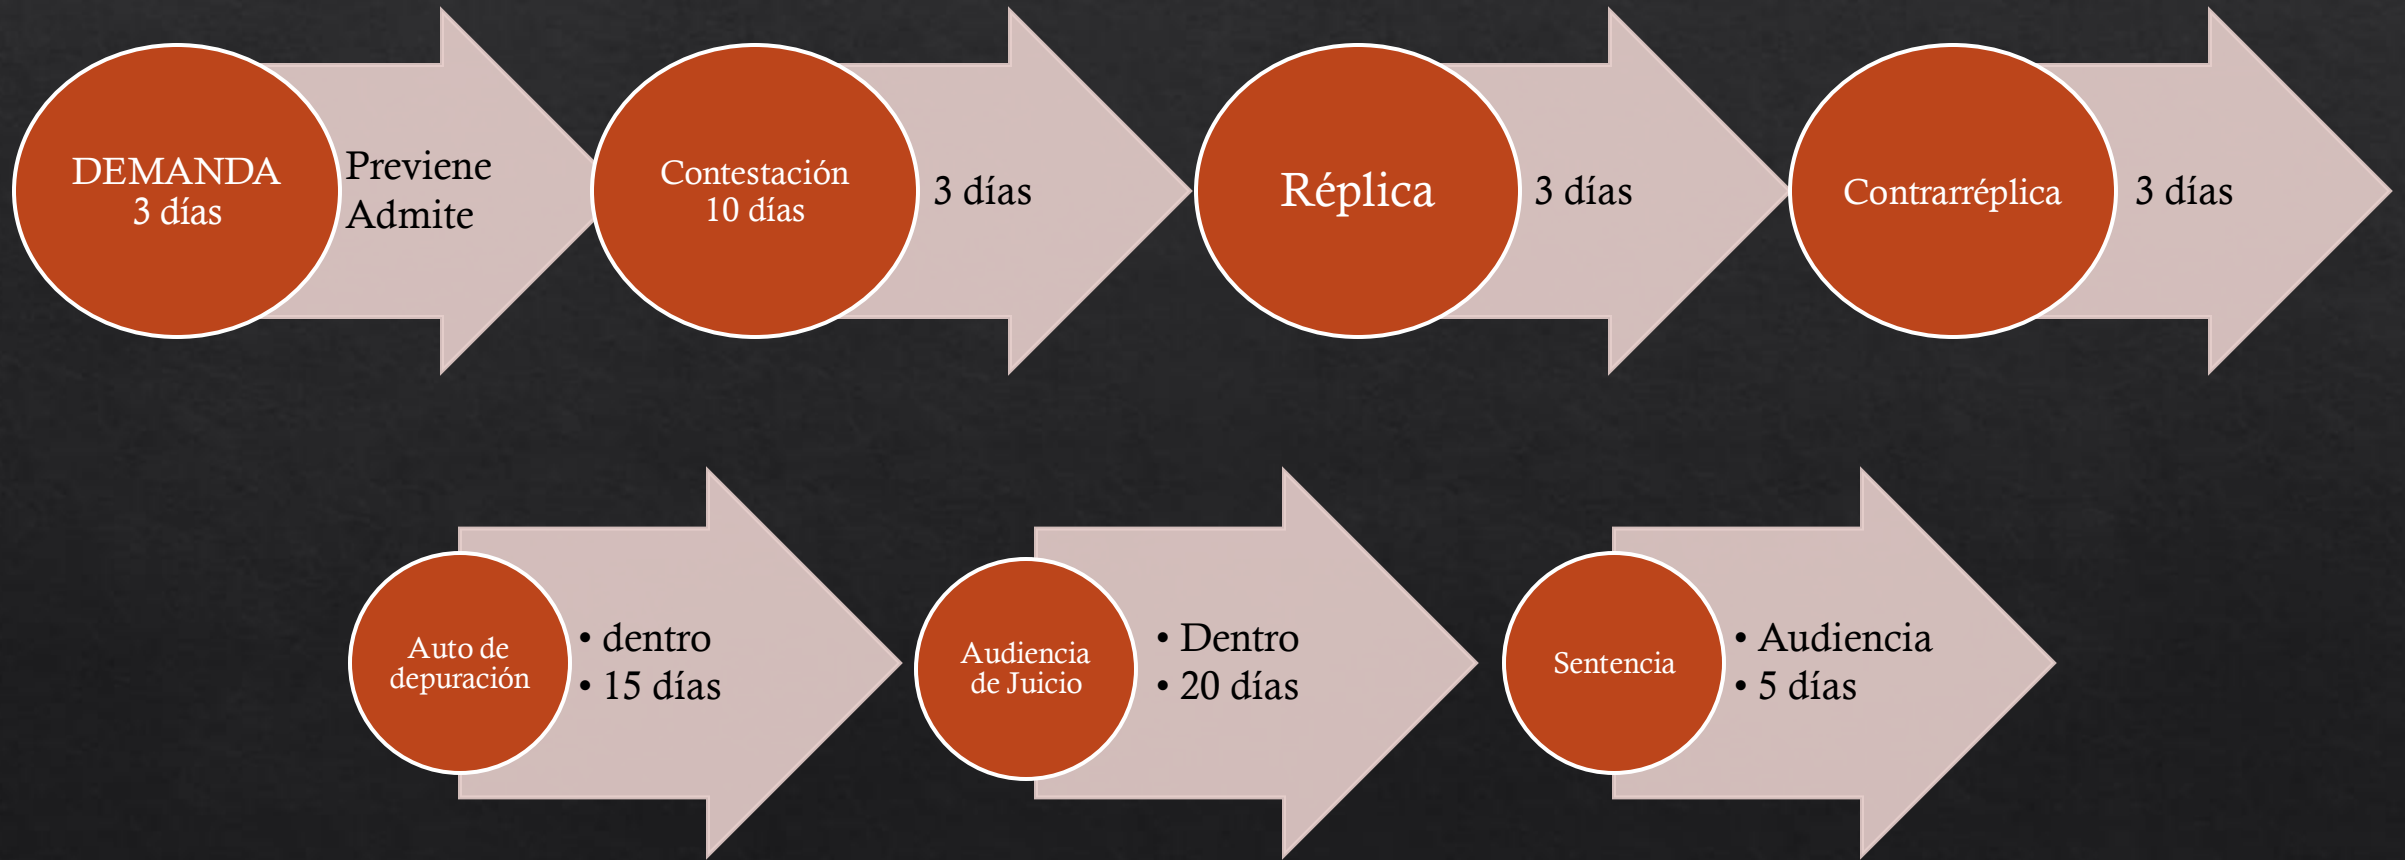 DEMANDA
3 días
Previene
Admite
Contestación
10 días
3 días
Réplica
3 días
Contrarréplica
3 días
Auto de
depuración
• dentro
• 15 días
Audiencia
de Juicio
• Dentro
• 20 días
Sentencia
• Audiencia
• 5 días